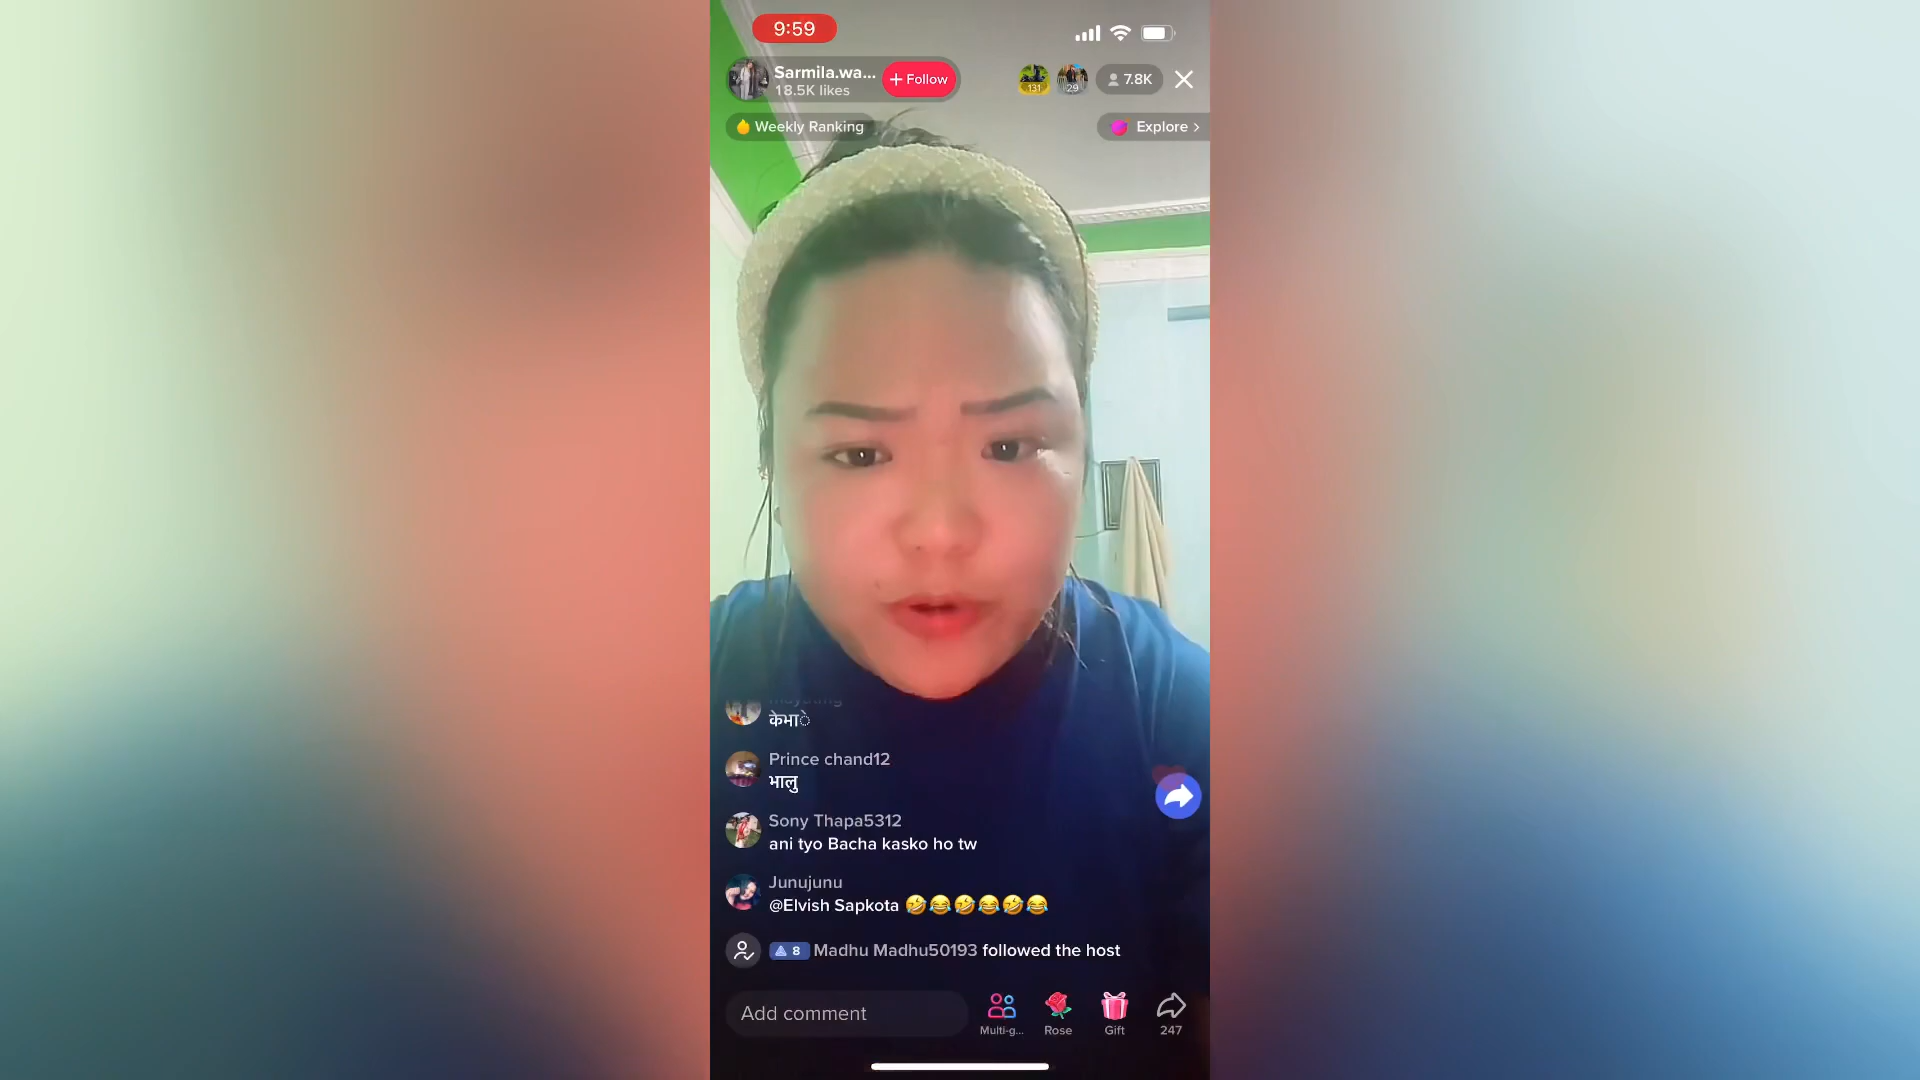 9:59
Sarmila.wa...
+ Follow
18.5K likes
131
29
7.8K
Weekly Ranking
Explore >
केभाे
Prince chand12
भालु
Sony Thapa5312
ani tyo Bacha kasko ho tw
Junujunu
@Elvish Sapkota 🤣😂🤣😂🤣😂
8 Madhu Madhu50193 followed the host
Add comment
Multi-g...
Rose
Gift
247